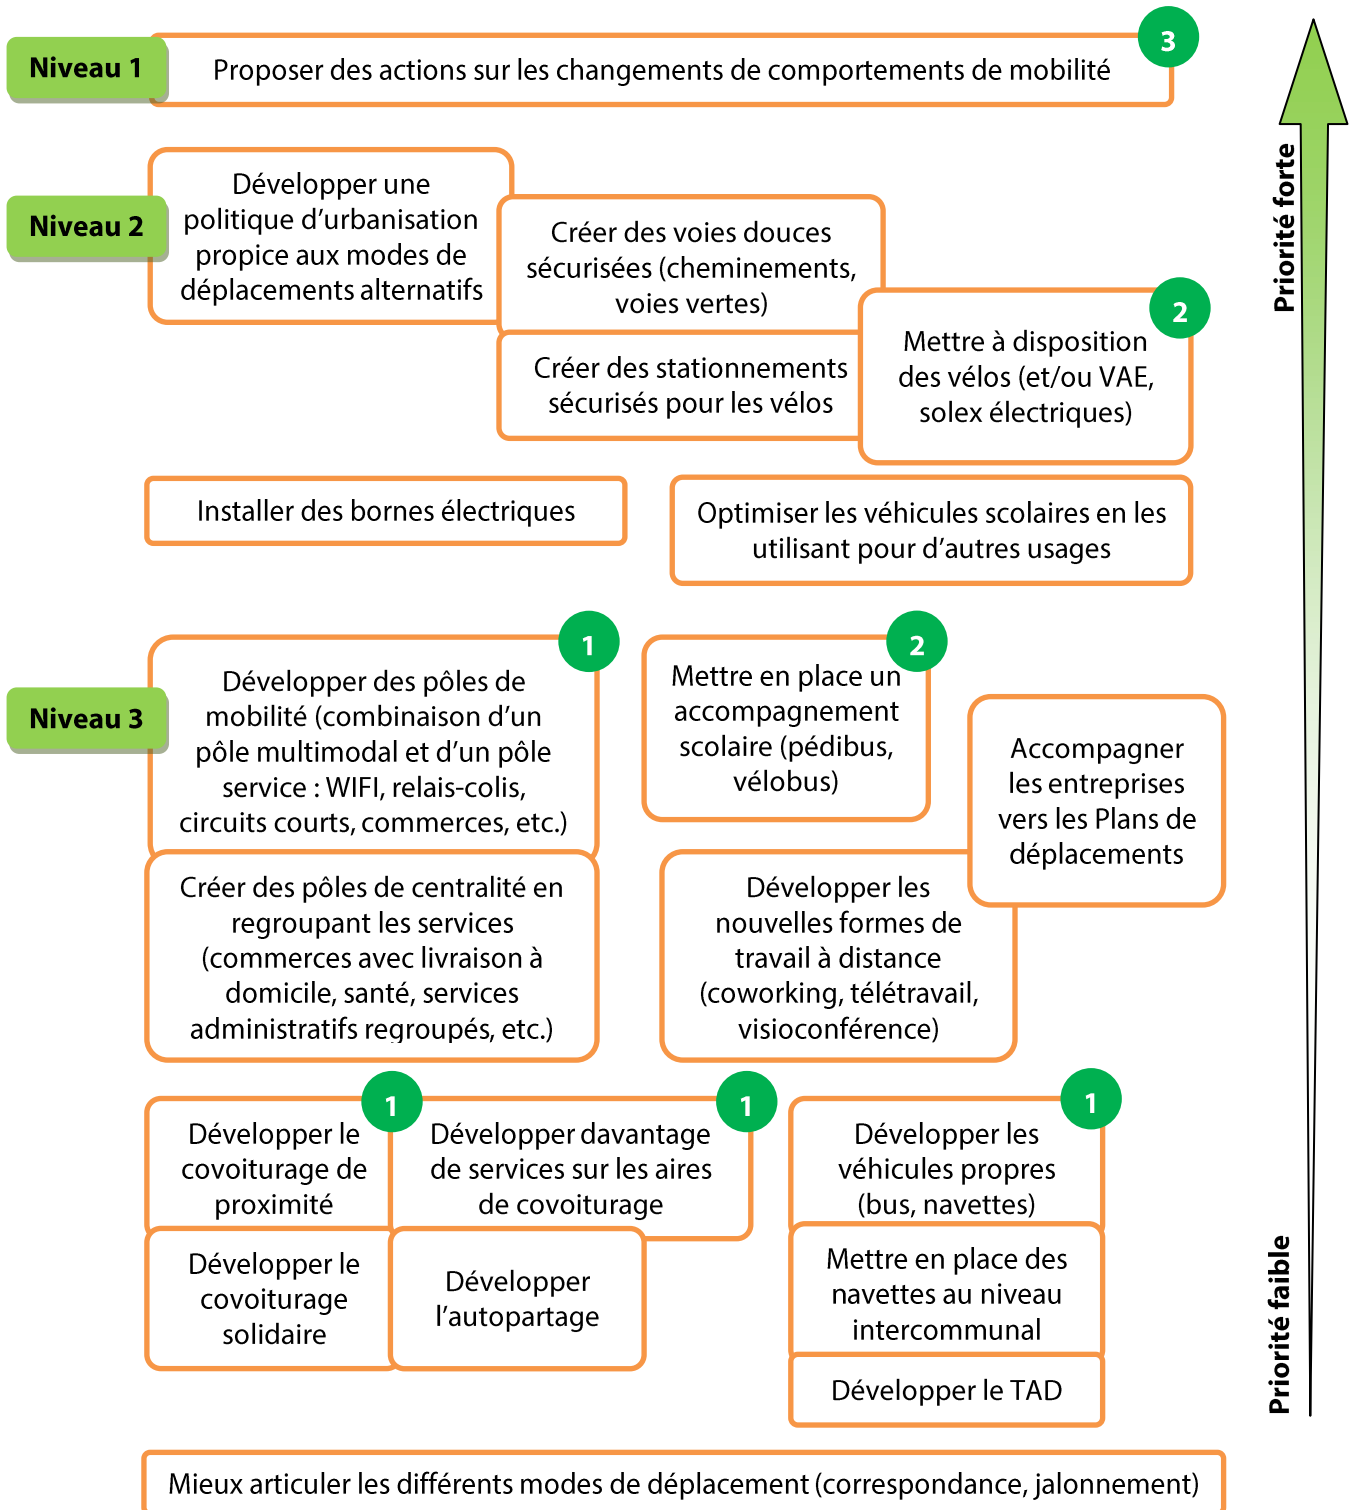 Niveau 1
3
Proposer des actions sur les changements de comportements de mobilité
Priorité forte
Niveau 2
Développer une
politique d’urbanisation
propice aux modes de
déplacements alternatifs
Créer des voies douces
sécurisées (cheminements,
voies vertes)
Créer des stationnements
sécurisés pour les vélos
2
Mettre à disposition
des vélos (et/ou VAE,
solex électriques)
Installer des bornes électriques
Optimiser les véhicules scolaires en les
utilisant pour d’autres usages
Niveau 3
1
Développer des pôles de
mobilité (combinaison d’un
pôle multimodal et d’un pôle
service : WIFI, relais-colis,
circuits courts, commerces, etc.)
2
Mettre en place un
accompagnement
scolaire (pédibus,
vélobus)
Accompagner
les entreprises
vers les Plans de
déplacements
Créer des pôles de centralité en
regroupant les services
(commerces avec livraison à
domicile, santé, services
administratifs regroupés, etc.)
Développer les
nouvelles formes de
travail à distance
(coworking, télétravail,
visioconférence)
1
Développer le
covoiturage de
proximité
1
Développer davantage
de services sur les aires
de covoiturage
1
Développer les
véhicules propres
(bus, navettes)
Développer le
covoiturage
solidaire
Développer
l’autopartage
Mettre en place des
navettes au niveau
intercommunal
Développer le TAD
Priorité faible
Mieux articuler les différents modes de déplacement (correspondance, jalonnement)